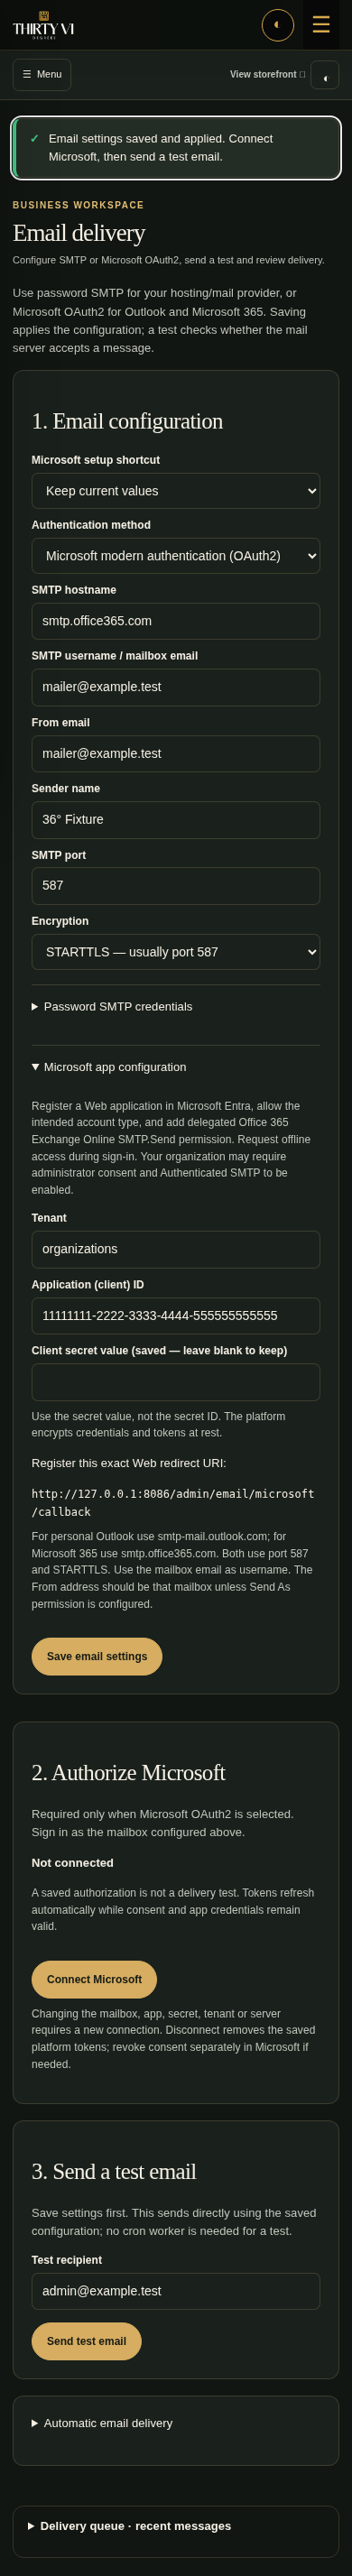 THIRTY VI
☰ Menu
View storefront
✓ Email settings saved and applied. Connect
Microsoft, then send a test email.
BUSINESS WORKSPACE
Email delivery
Configure SMTP or Microsoft OAuth2, send a test and review delivery.
Use password SMTP for your hosting/mail provider, or
Microsoft OAuth2 for Outlook and Microsoft 365. Saving
applies the configuration; a test checks whether the mail
server accepts a message.
1. Email configuration
Microsoft setup shortcut
Keep current values
Authentication method
Microsoft modern authentication (OAuth2)
SMTP hostname
smtp.office365.com
SMTP username / mailbox email
mailer@example.test
From email
mailer@example.test
Sender name
36° Fixture
SMTP port
587
Encryption
STARTTLS — usually port 587
Password SMTP credentials
Microsoft app configuration
Register a Web application in Microsoft Entra, allow the
intended account type, and add delegated Office 365
Exchange Online SMTP.Send permission. Request offline
access during sign-in. Your organization may require
administrator consent and Authenticated SMTP to be
enabled.
Tenant
organizations
Application (client) ID
11111111-2222-3333-4444-555555555555
Client secret value (saved — leave blank to keep)
Use the secret value, not the secret ID. The platform
encrypts credentials and tokens at rest.
Register this exact Web redirect URI:
http://127.0.0.1:8086/admin/email/microsoft
/callback
For personal Outlook use smtp-mail.outlook.com; for
Microsoft 365 use smtp.office365.com. Both use port 587
and STARTTLS. Use the mailbox email as username. The
From address should be that mailbox unless Send As
permission is configured.
Save email settings
2. Authorize Microsoft
Required only when Microsoft OAuth2 is selected.
Sign in as the mailbox configured above.
Not connected
A saved authorization is not a delivery test. Tokens refresh
automatically while consent and app credentials remain
valid.
Connect Microsoft
Changing the mailbox, app, secret, tenant or server
requires a new connection. Disconnect removes the saved
platform tokens; revoke consent separately in Microsoft if
needed.
3. Send a test email
Save settings first. This sends directly using the saved
configuration; no cron worker is needed for a test.
Test recipient
admin@example.test
Send test email
Automatic email delivery
Delivery queue · recent messages